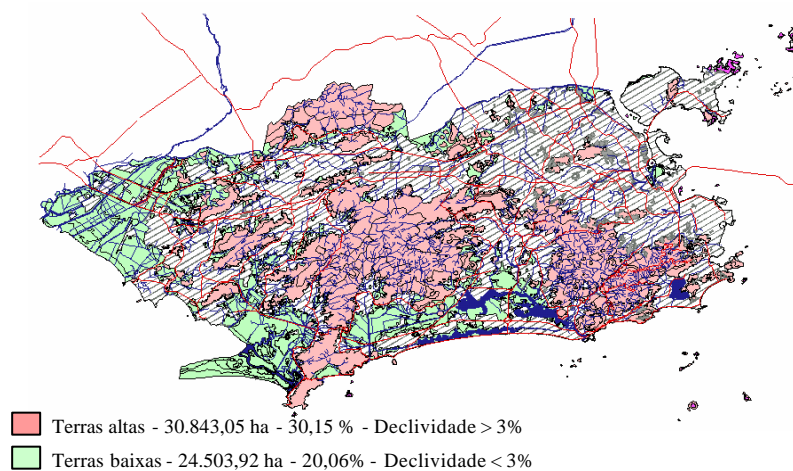 Terras altas - 30.843,05 ha - 30,15 % - Declividade > 3%
Terras baixas - 24.503,92 ha - 20,06% - Declividade < 3%